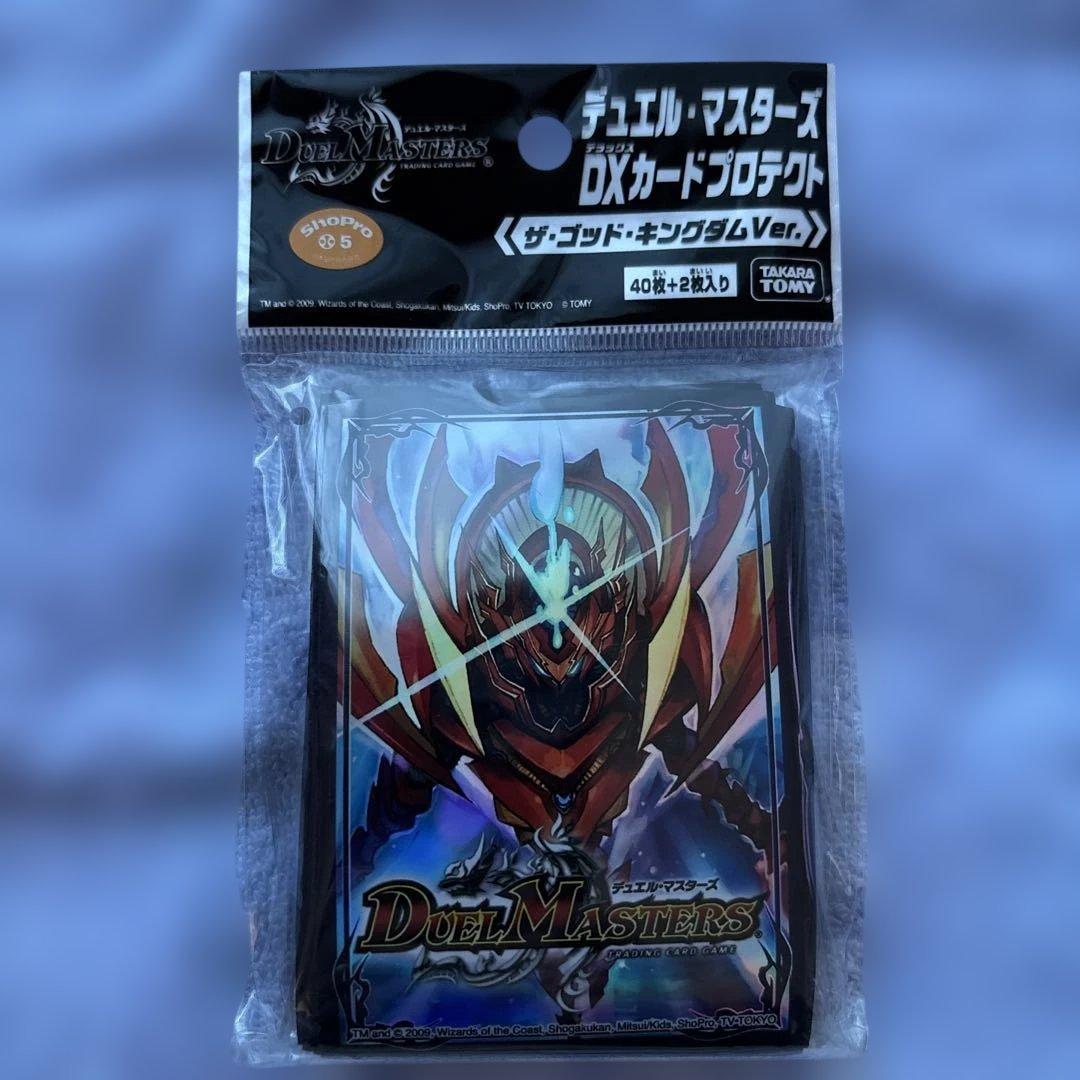 デュエル・マスターズ
DUEL MASTERS®
TRADING CARD GAME
デュエル・マスターズ
デラックス
DXカードプロテクト
ザ・ゴッド・キングダムVer.
ShoPro
5
まい まい い
40枚+2枚入り
TAKARA
TOMY
TM and © 2009, Wizards of the Coast, Shogakukan, Mitsui/Kids, ShoPro, TV TOKYO © TOMY
デュエル・マスターズ
DUEL MASTERS®
TRADING CARD GAME
TM and © 2009, Wizards of the Coast, Shogakukan, Mitsui/Kids, ShoPro, TV-TOKYO